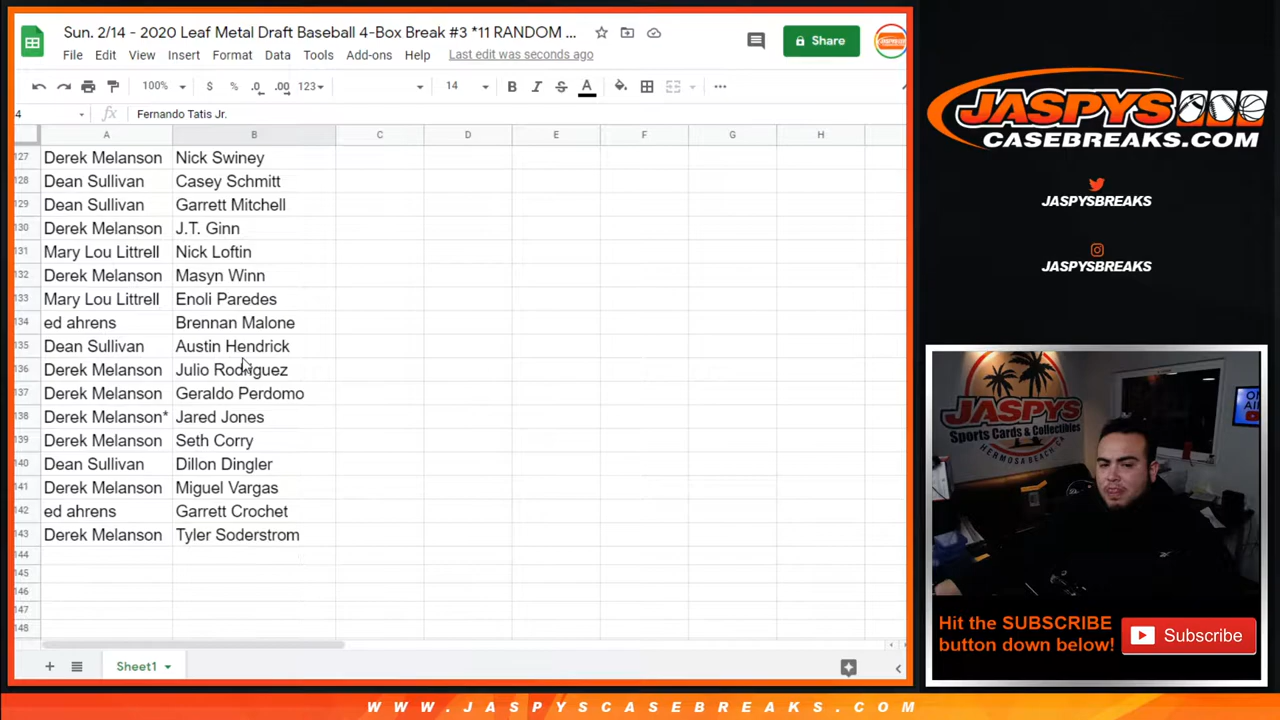 Sun. 2/14 - 2020 Leaf Metal Draft Baseball 4-Box Break #3 *11 RANDOM ...
File Edit View Insert Format Data Tools Add-ons Help Last edit was seconds ago
Share
100% $ % .0 .00 123 14 B I S A
4 fx Fernando Tatis Jr.
A B C D E F G H
127 Derek Melanson Nick Swiney
128 Dean Sullivan Casey Schmitt
129 Dean Sullivan Garrett Mitchell
130 Derek Melanson J.T. Ginn
131 Mary Lou Littrell Nick Loftin
132 Derek Melanson Masyn Winn
133 Mary Lou Littrell Enoli Paredes
134 ed ahrens Brennan Malone
135 Dean Sullivan Austin Hendrick
136 Derek Melanson Julio Rodriguez
137 Derek Melanson Geraldo Perdomo
138 Derek Melanson* Jared Jones
139 Derek Melanson Seth Corry
140 Dean Sullivan Dillon Dingler
141 Derek Melanson Miguel Vargas
142 ed ahrens Garrett Crochet
143 Derek Melanson Tyler Soderstrom
144
145
146
147
148
Sheet1
JASPYS
CASEBREAKS.COM
JASPYSBREAKS
JASPYSBREAKS
JASPYS
Sports Cards & Collectibles
HERMOSA BEACH, CA
Hit the SUBSCRIBE
button down below!
Subscribe
WWW.JASPYSCASEBREAKS.COM